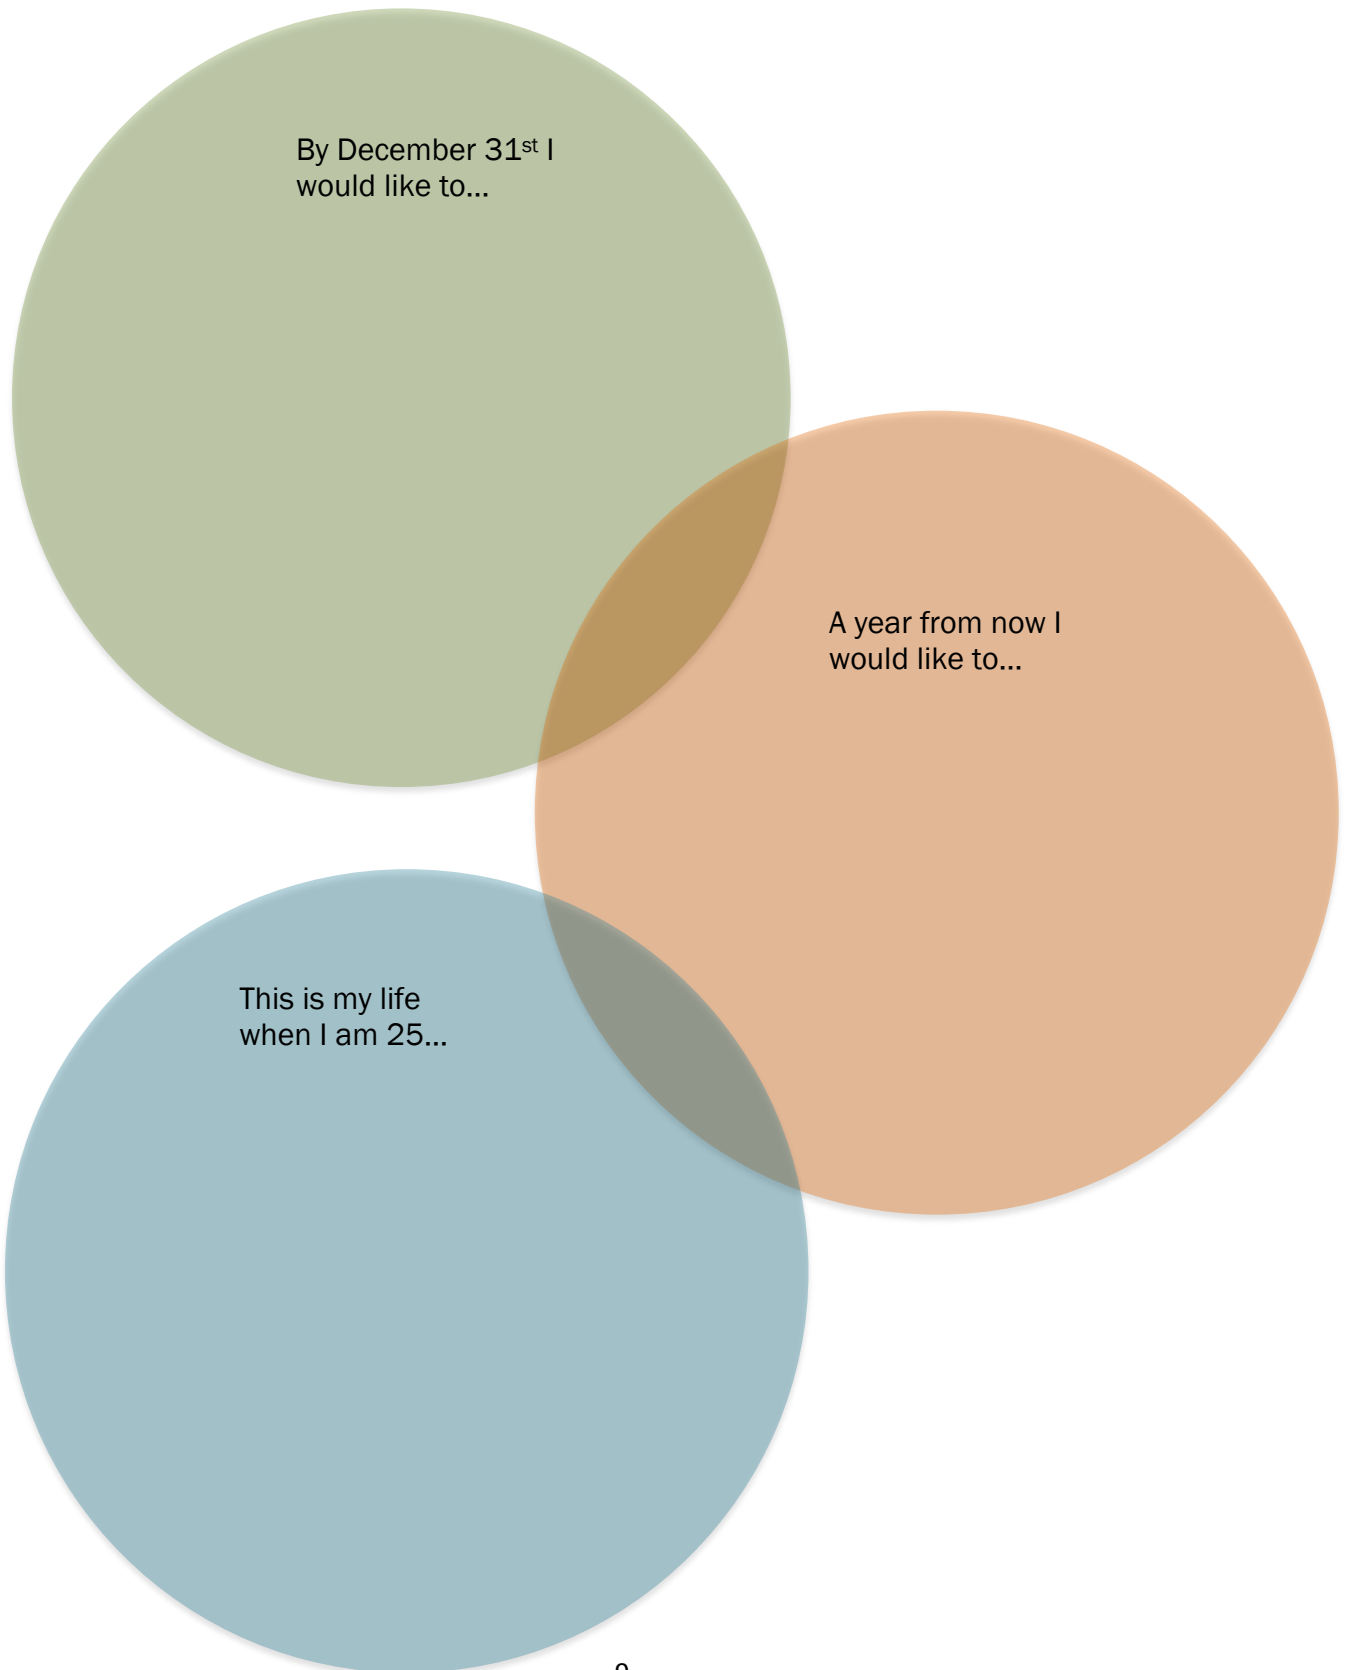 By December 31st I
would like to...
A year from now I
would like to...
This is my life
when I am 25...